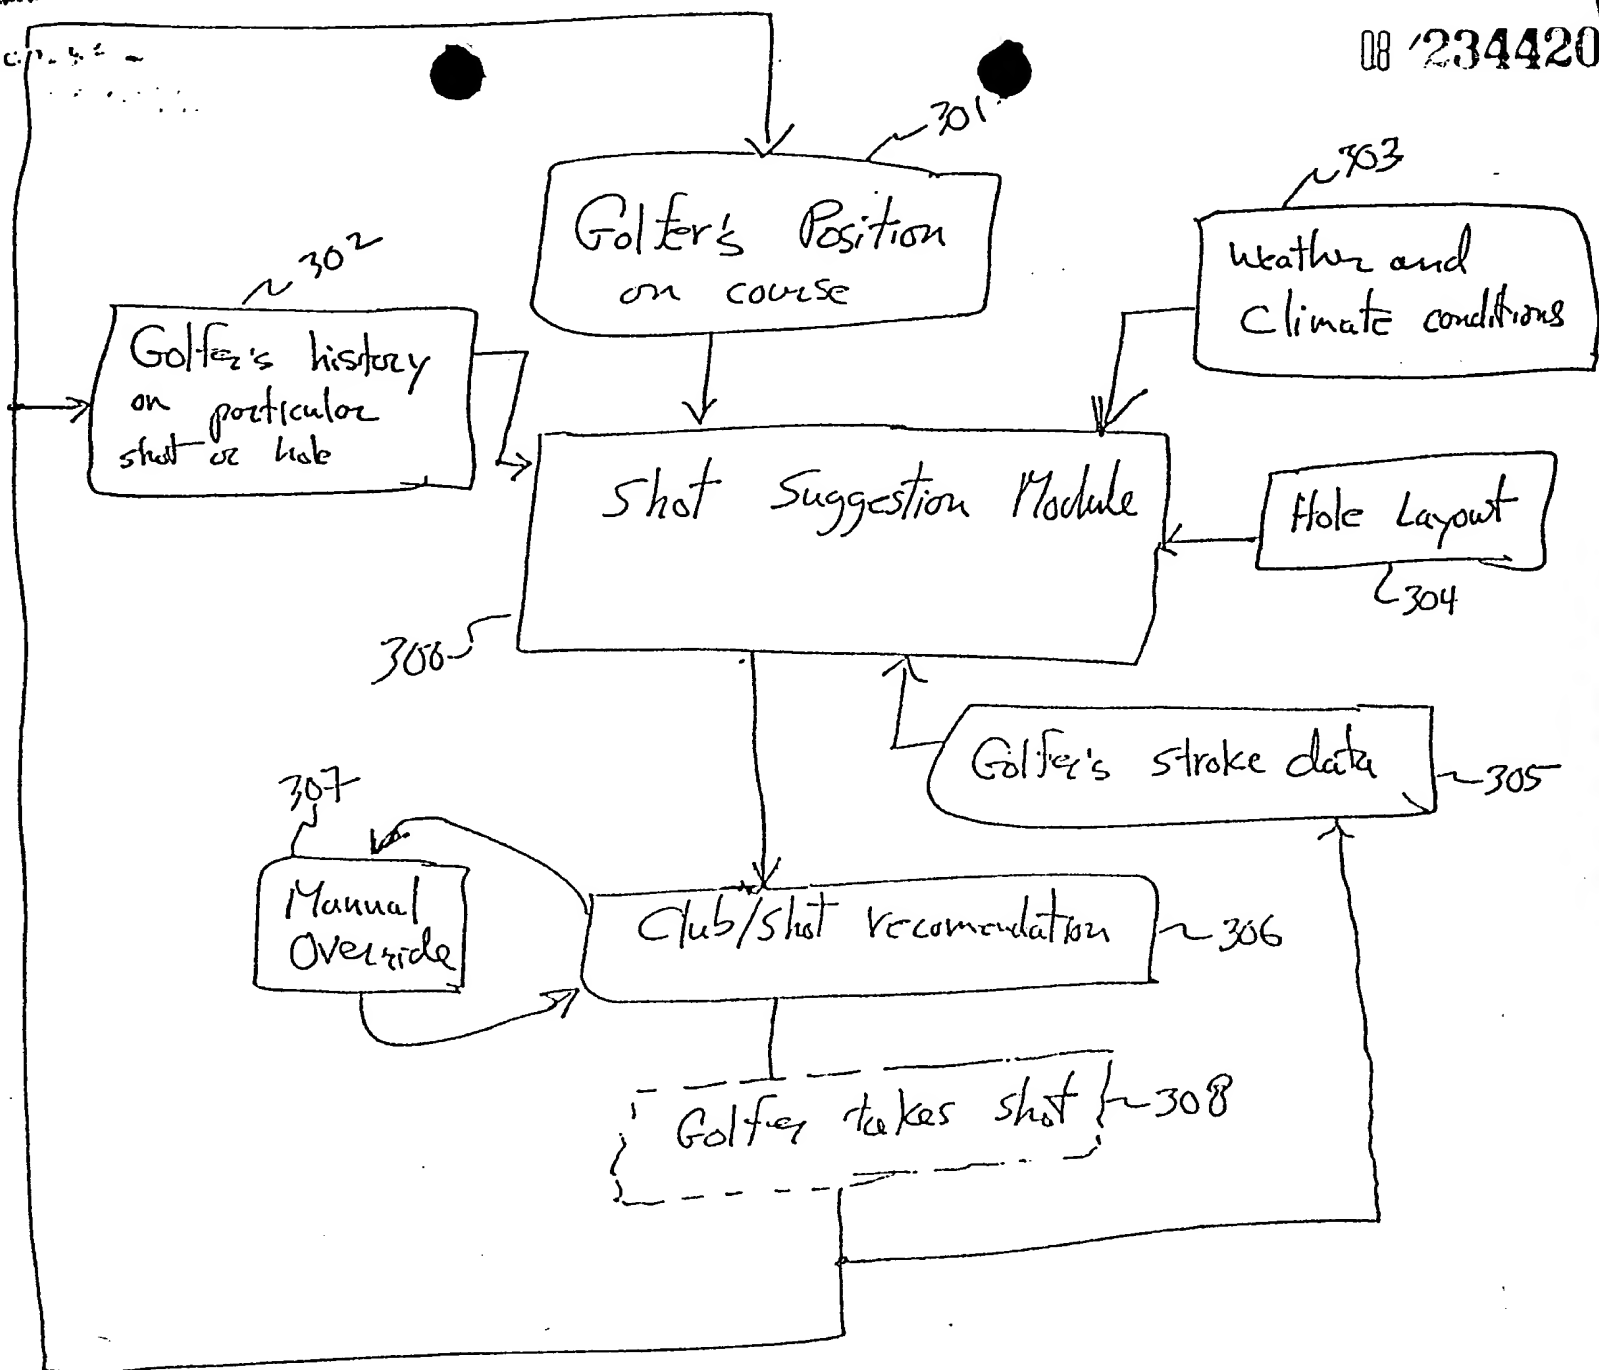 08/234420
301
303
Golfer's Position
on course
302
Weather and
Climate conditions
Golfer's history
on particular
shot or hole
Shot Suggestion Module
Hole Layout
304
300
Golfer's stroke data
305
307
Manual
Override
Club/Shot recomendation
306
Golfer takes shot
308